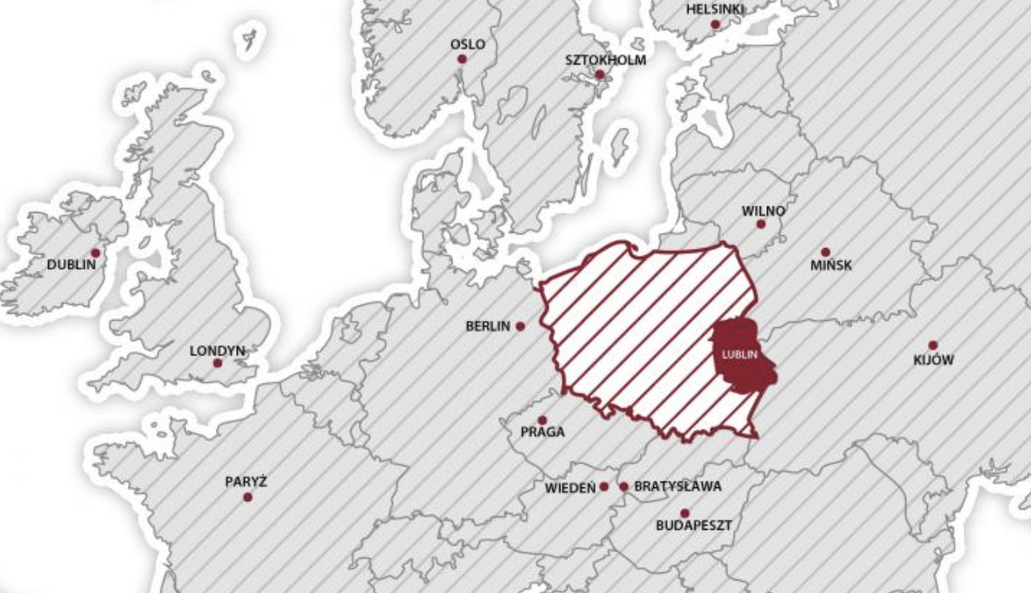 HELSINKI
OSLO
SZTOKHOLM
WILNO
DUBLIN
MIŃSK
BERLIN
LONDYN
LUBLIN
KIJÓW
PRAGA
PARYŻ
WIEDEŃ
BRATYSŁAWA
BUDAPESZT